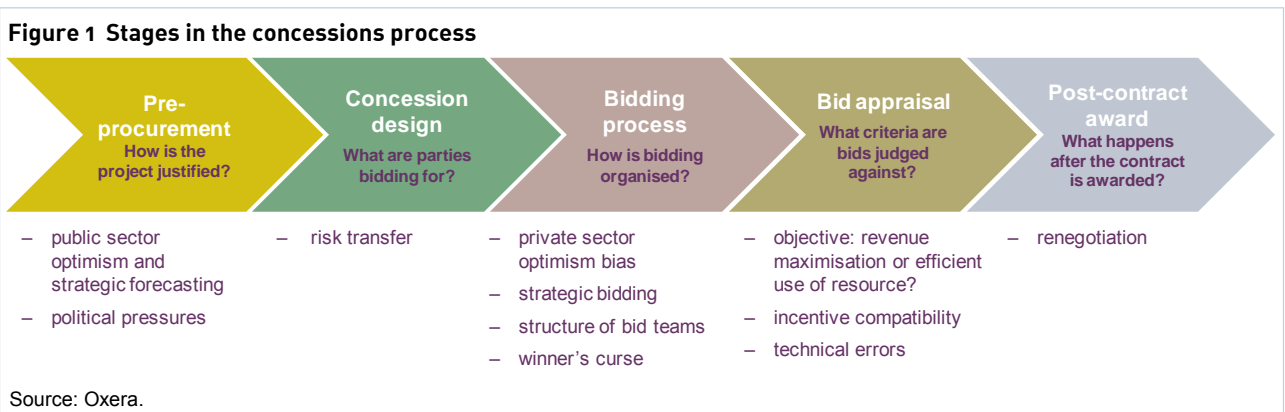 Figure 1 Stages in the concessions process
Pre-
procurement
How is the
project justified?
Concession
design
What are parties
bidding for?
Bidding
process
How is bidding
organised?
Bid appraisal
What criteria are
bids judged
against?
Post-contract
award
What happens
after the contract
is awarded?
– public sector
optimism and
strategic forecasting
– political pressures
– risk transfer
– private sector
optimism bias
– strategic bidding
– structure of bid teams
– winner’s curse
– objective: revenue
maximisation or efficient
use of resource?
– incentive compatibility
– technical errors
– renegotiation
Source: Oxera.